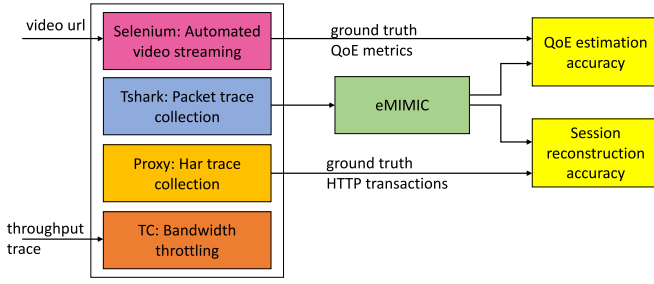 video url
Selenium: Automated
video streaming
ground truth
QoE metrics
QoE estimation
accuracy
Tshark: Packet trace
collection
eMIMIC
Session
reconstruction
accuracy
Proxy: Har trace
collection
ground truth
HTTP transactions
throughput
trace
TC: Bandwidth
throttling